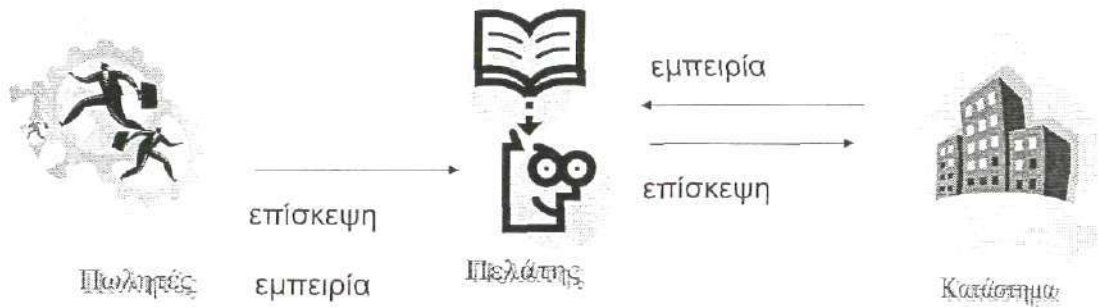 εμπειρία
επίσκεψη
επίσκεψη
Πωλητές
εμπειρία
Πελάτης
Κατάστημα